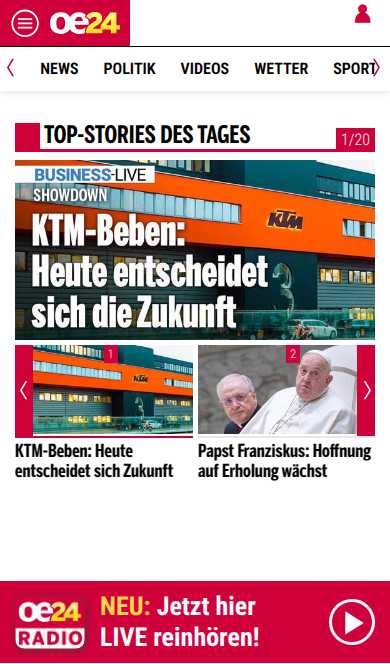 oe24
NEWS POLITIK VIDEOS WETTER SPORT
TOP-STORIES DES TAGES
1/20
BUSINESS-LIVE
SHOWDOWN
KTM-Beben:
Heute entscheidet
sich die Zukunft
KTM
1
KTM
2
KTM-Beben: Heute
entscheidet sich Zukunft
Papst Franziskus: Hoffnung
auf Erholung wächst
oe24
RADIO
NEU: Jetzt hier
LIVE reinhören!